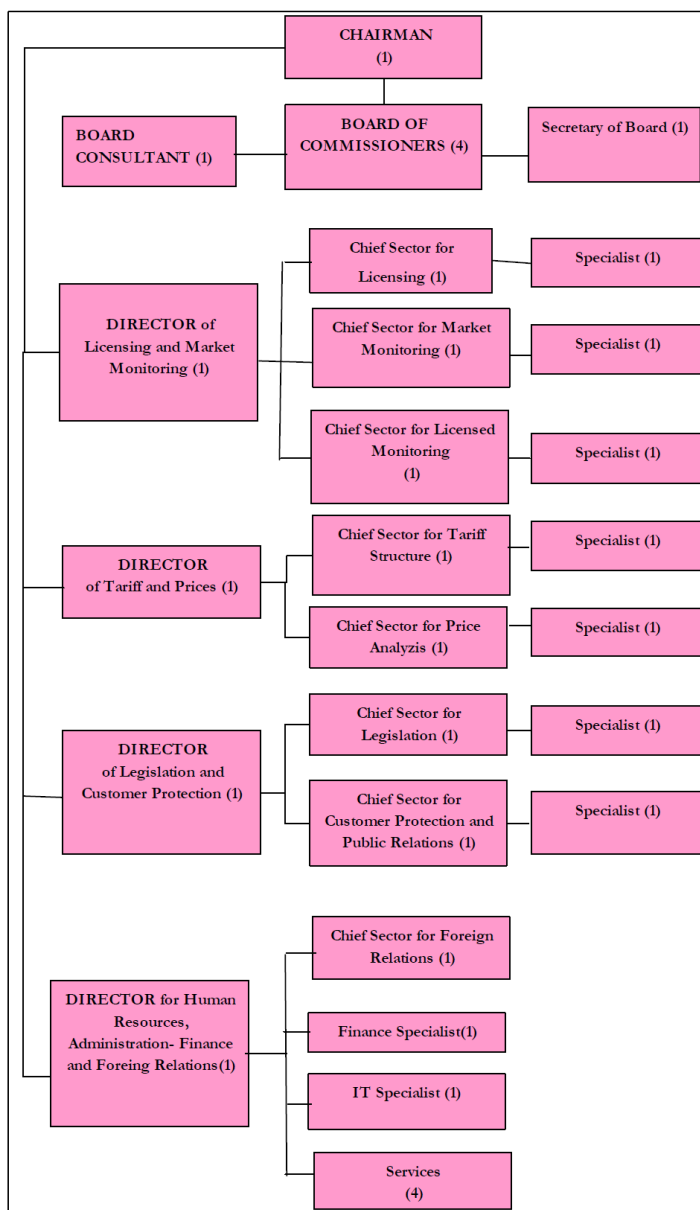 CHAIRMAN
(1)
BOARD OF
COMMISSIONERS (4)
BOARD
CONSULTANT (1)
Secretary of Board (1)
DIRECTOR of
Licensing and Market
Monitoring (1)
Chief Sector for
Licensing (1)
Specialist (1)
Chief Sector for Market
Monitoring (1)
Specialist (1)
Chief Sector for Licensed
Monitoring
(1)
Specialist (1)
DIRECTOR
of Tariff and Prices (1)
Chief Sector for Tariff
Structure (1)
Specialist (1)
Chief Sector for Price
Analyzis (1)
Specialist (1)
DIRECTOR
of Legislation and
Customer Protection (1)
Chief Sector for
Legislation (1)
Specialist (1)
Chief Sector for
Customer Protection and
Public Relations (1)
Specialist (1)
DIRECTOR for Human
Resources,
Administration- Finance
and Foreing Relations(1)
Chief Sector for Foreign
Relations (1)
Finance Specialist(1)
IT Specialist (1)
Services
(4)